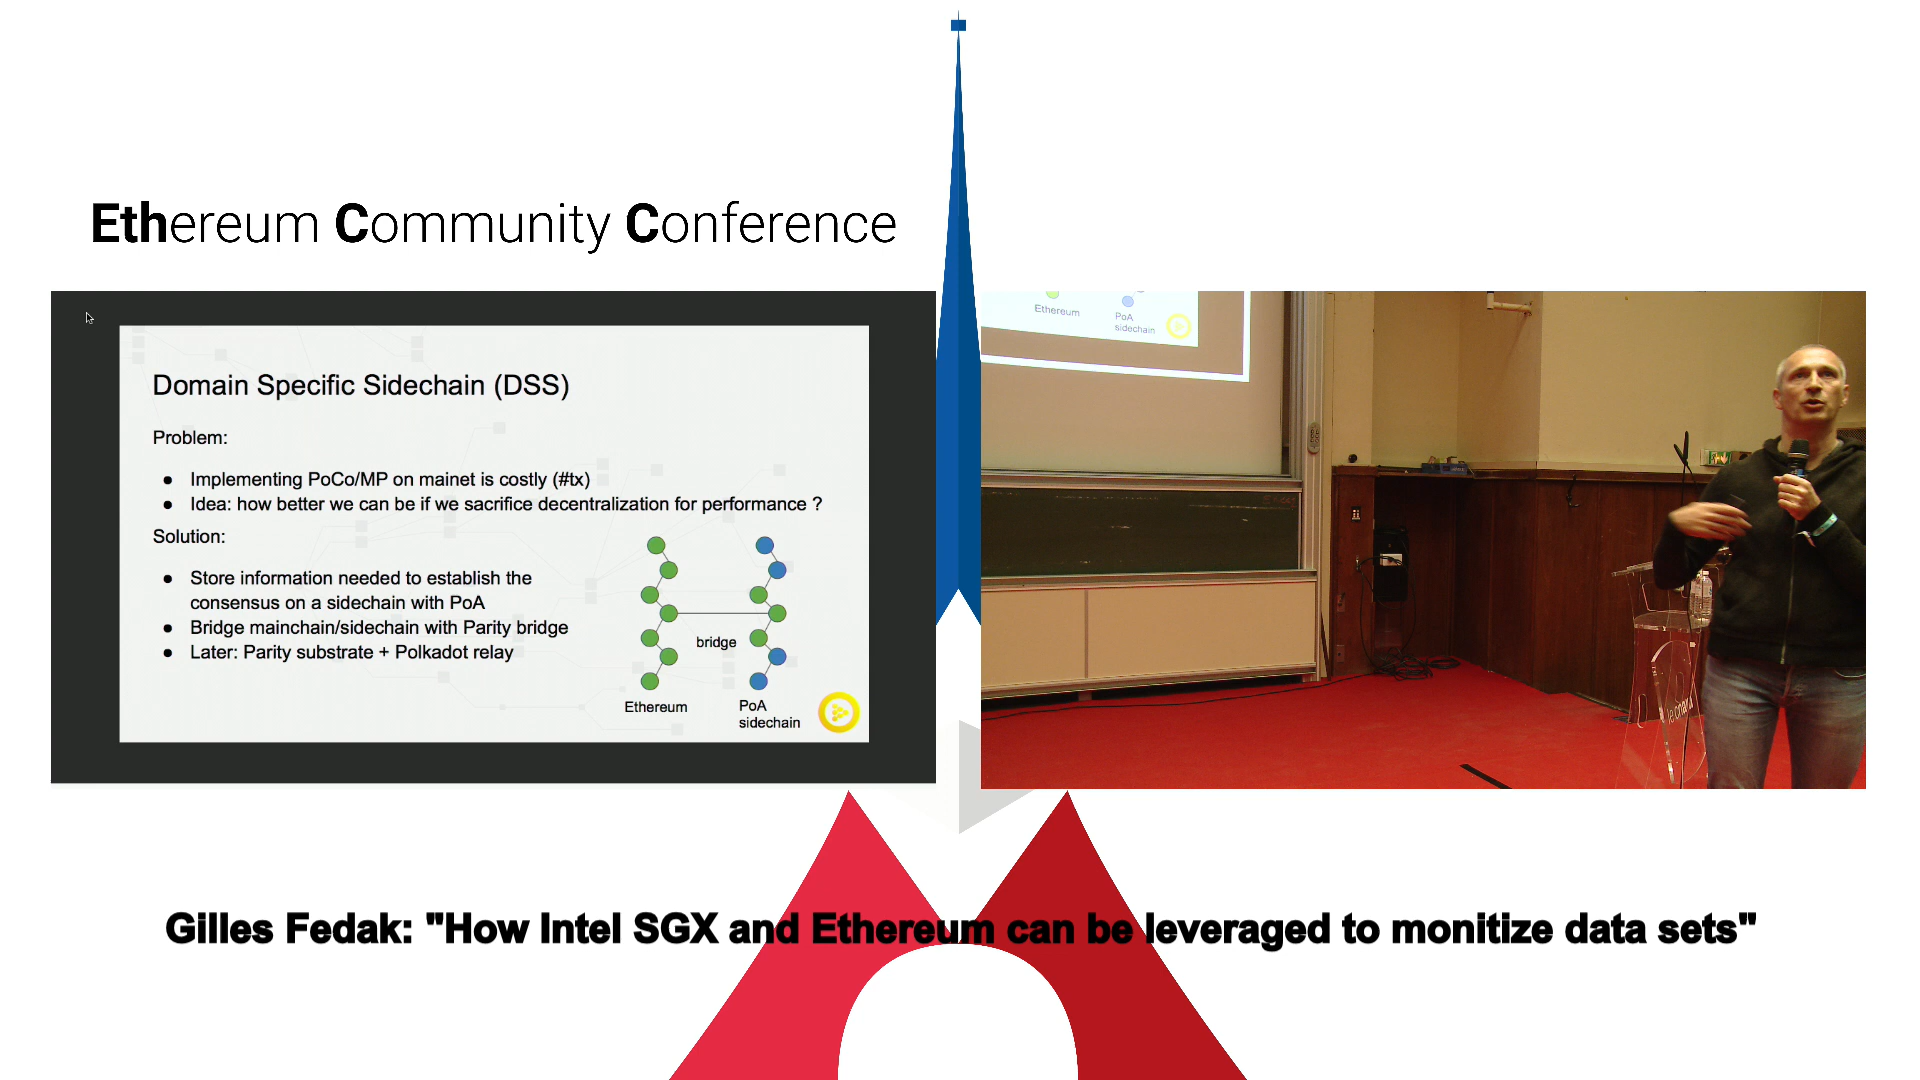 Ethereum Community Conference
Domain Specific Sidechain (DSS)
Problem:
● Implementing PoCo/MP on mainet is costly (#tx)
● Idea: how better we can be if we sacrifice decentralization for performance ?
Solution:
● Store information needed to establish the
consensus on a sidechain with PoA
● Bridge mainchain/sidechain with Parity bridge
● Later: Parity substrate + Polkadot relay
bridge
Ethereum
PoA
sidechain
Ethereum
PoA
sidechain
le cnam
Gilles Fedak: "How Intel SGX and Ethereum can be leveraged to monitize data sets"